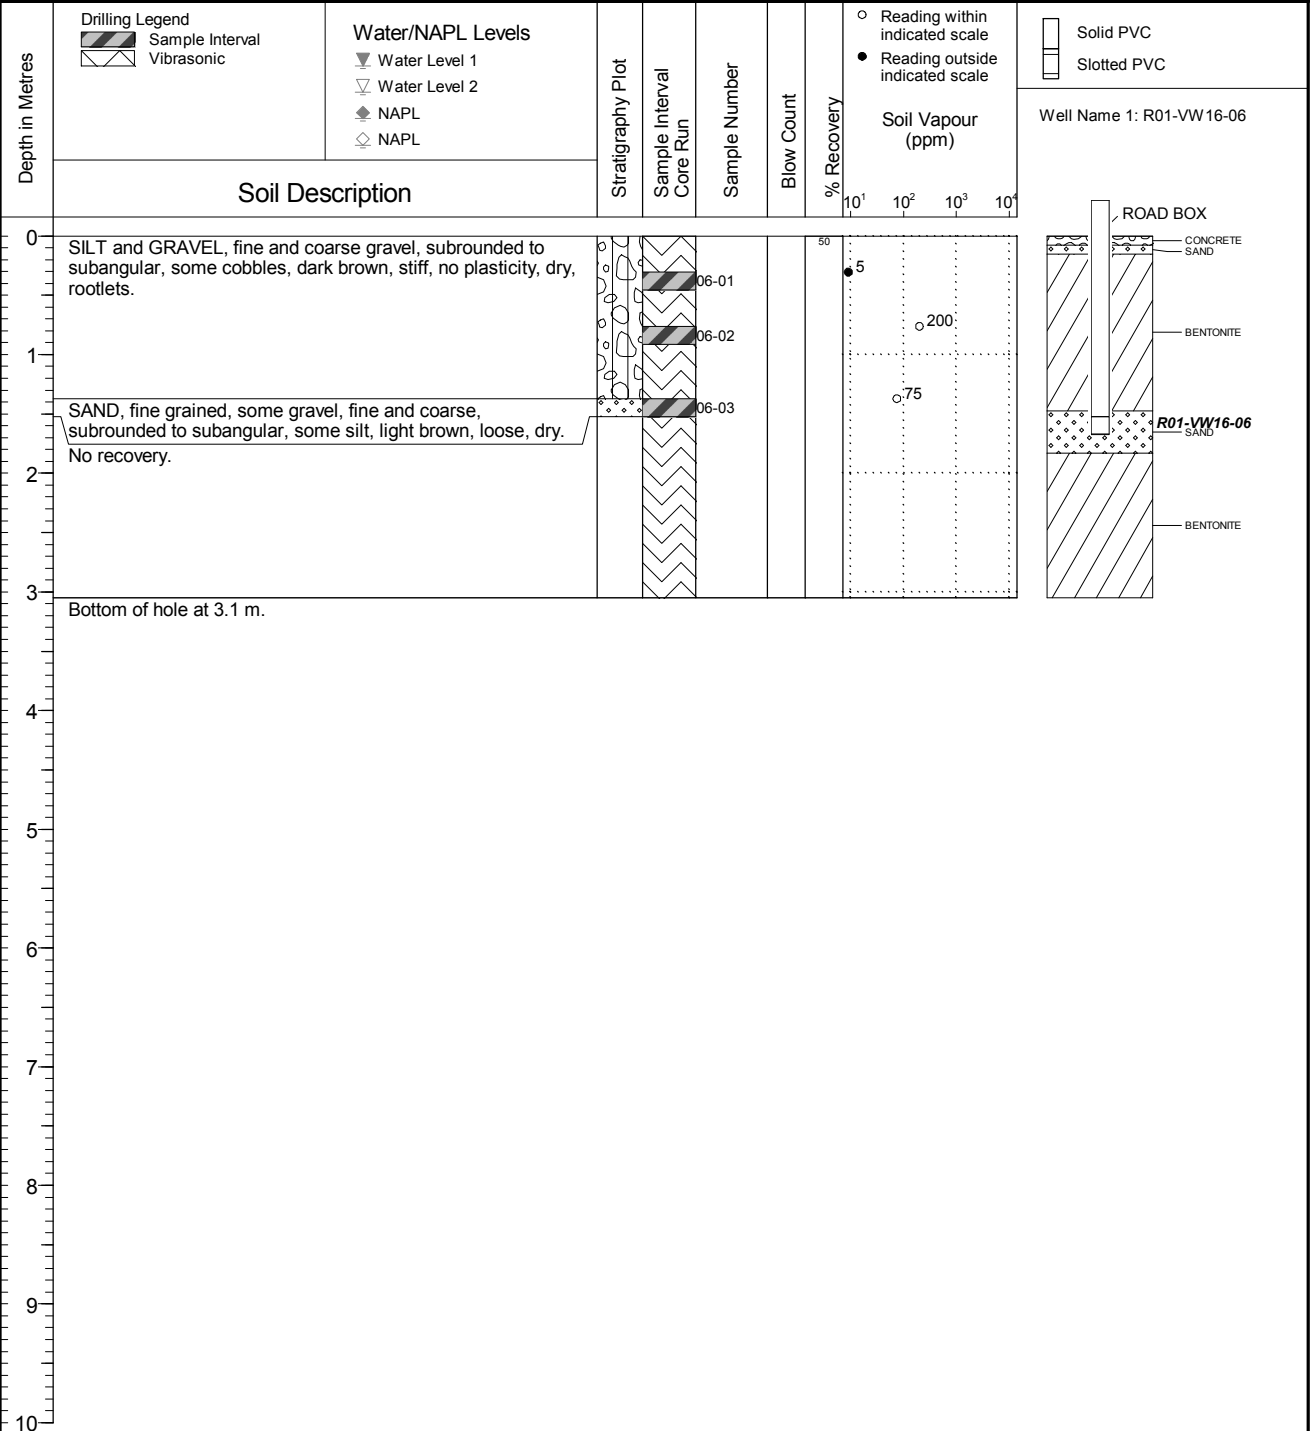 Depth in Metres
Drilling Legend
Sample Interval
Vibrasonic
Water/NAPL Levels
Water Level 1
Water Level 2
NAPL
NAPL
Soil Description
Stratigraphy Plot
Sample Interval
Core Run
Sample Number
Blow Count
% Recovery
Reading within
indicated scale
Reading outside
indicated scale
Soil Vapour
(ppm)
10¹ 10² 10³ 10⁴
Solid PVC
Slotted PVC
Well Name 1: R01-VW16-06
ROAD BOX
0
SILT and GRAVEL, fine and coarse gravel, subrounded to
subangular, some cobbles, dark brown, stiff, no plasticity, dry,
rootlets.
50
5
06-01
200
06-02
CONCRETE
SAND
BENTONITE
1
SAND, fine grained, some gravel, fine and coarse,
subrounded to subangular, some silt, light brown, loose, dry.
06-03
75
R01-VW16-06
SAND
No recovery.
2
BENTONITE
3
Bottom of hole at 3.1 m.
4
5
6
7
8
9
10